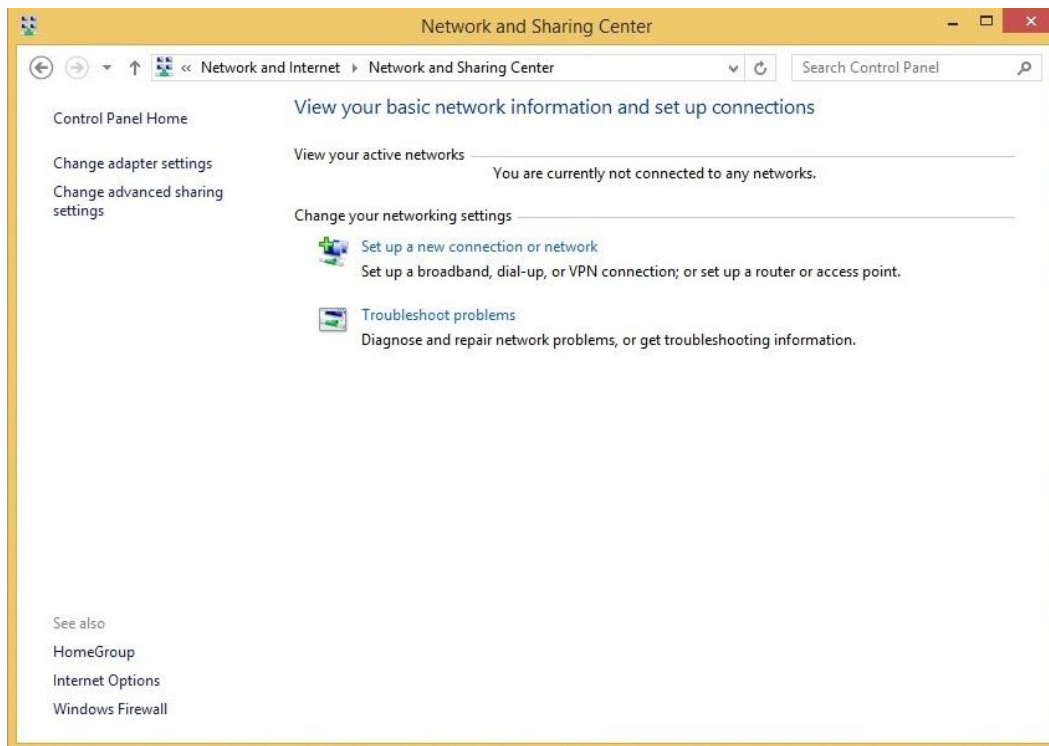 Network and Sharing Center
« Network and Internet ▸ Network and Sharing Center
Search Control Panel
Control Panel Home
Change adapter settings
Change advanced sharing
settings
View your basic network information and set up connections
View your active networks
You are currently not connected to any networks.
Change your networking settings
Set up a new connection or network
Set up a broadband, dial-up, or VPN connection; or set up a router or access point.
Troubleshoot problems
Diagnose and repair network problems, or get troubleshooting information.
See also
HomeGroup
Internet Options
Windows Firewall